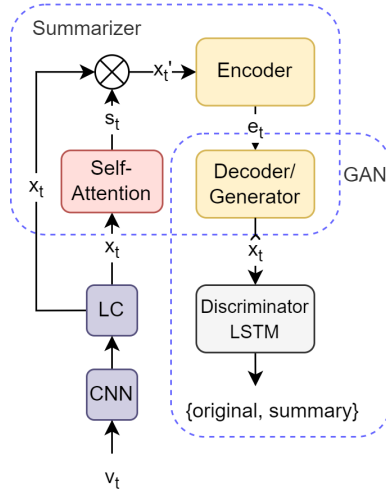 Summarizer
x_t'
Encoder
s_t
e_t
x_t
Self-
Attention
Decoder/
Generator
GAN
x_t
x̂_t
LC
Discriminator
LSTM
CNN
{original, summary}
v_t